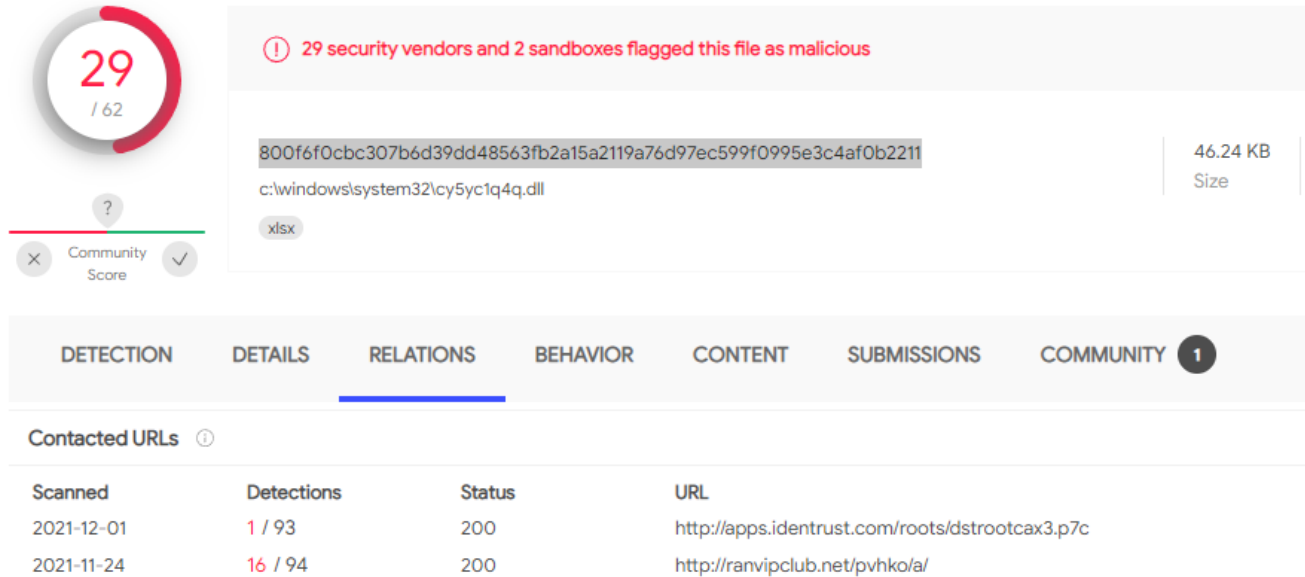 29
/ 62
29 security vendors and 2 sandboxes flagged this file as malicious
800f6f0cbc307b6d39dd48563fb2a15a2119a76d97ec599f0995e3c4af0b2211
c:\windows\system32\cy5yc1q4q.dll
xlsx
46.24 KB
Size
?
Community
Score
DETECTION DETAILS RELATIONS BEHAVIOR CONTENT SUBMISSIONS COMMUNITY 1
Contacted URLs
Scanned Detections Status URL
2021-12-01 1 / 93 200 http://apps.identrust.com/roots/dstrootcax3.p7c
2021-11-24 16 / 94 200 http://ranvipclub.net/pvhko/a/